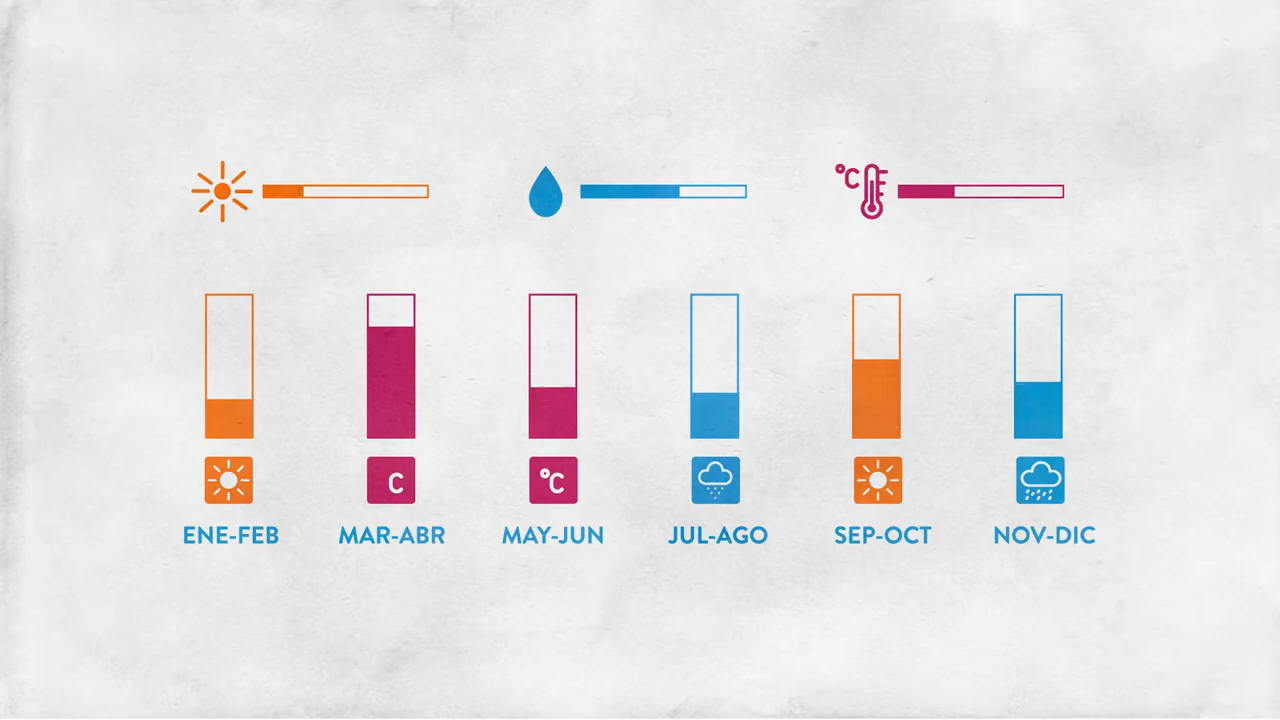 °C
C
°C
ENE-FEB
MAR-ABR
MAY-JUN
JUL-AGO
SEP-OCT
NOV-DIC